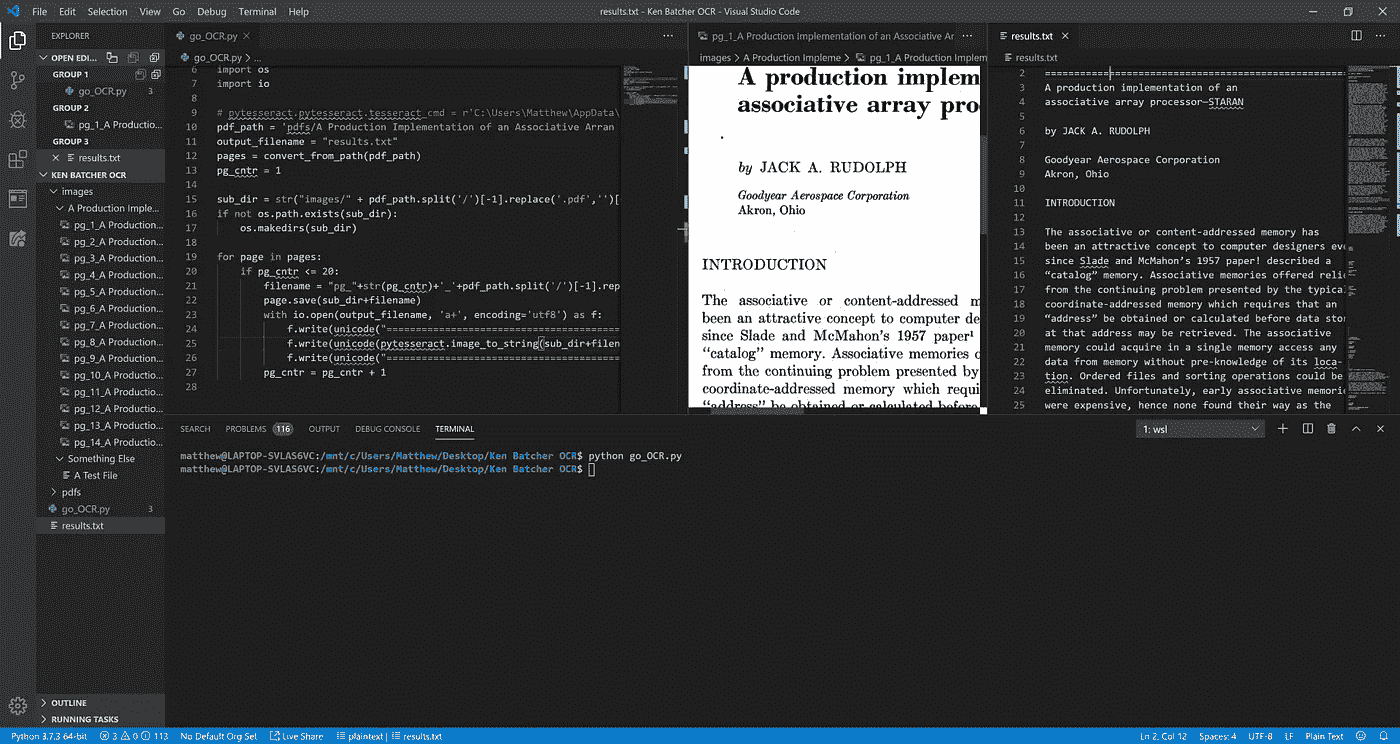 File Edit Selection View Go Debug Terminal Help
results.txt - Ken Batcher OCR - Visual Studio Code
EXPLORER
OPEN EDI...
GROUP 1
go_OCR.py 3
GROUP 2
pg_1_A Productio...
GROUP 3
results.txt
KEN BATCHER OCR
images
A Production Imple...
pg_1_A Production...
pg_2_A Production...
pg_3_A Production...
pg_4_A Production...
pg_5_A Production...
pg_6_A Production...
pg_7_A Production...
pg_8_A Production...
pg_9_A Production...
pg_10_A Productio...
pg_11_A Productio...
pg_12_A Productio...
pg_13_A Productio...
pg_14_A Productio...
Something Else
A Test File
pdfs
go_OCR.py 3
results.txt
OUTLINE
RUNNING TASKS
go_OCR.py
go_OCR.py > ...
6 import os
7 import io
8
9 # pytesseract.pytesseract.tesseract_cmd = r'C:\Users\Matthew\AppData\
10 pdf_path = 'pdfs/A Production Implementation of an Associative Arran
11 output_filename = "results.txt"
12 pages = convert_from_path(pdf_path)
13 pg_cntr = 1
14
15 sub_dir = str("images/" + pdf_path.split('/')[-1].replace('.pdf','')[
16 if not os.path.exists(sub_dir):
17 os.makedirs(sub_dir)
18
19 for page in pages:
20 if pg_cntr <= 20:
21 filename = "pg_"+str(pg_cntr)+'_'+pdf_path.split('/')[-1].rep
22 page.save(sub_dir+filename)
23 with io.open(output_filename, 'a+', encoding='utf8') as f:
24 f.write(unicode("========================================
25 f.write(unicode(pytesseract.image_to_string(sub_dir+filen
26 f.write(unicode("========================================
27 pg_cntr = pg_cntr + 1
28
pg_1_A Production Implementation of an Associative Ar
images > A Production Impleme > pg_1_A Production Implem
A production implem
associative array pro
by JACK A. RUDOLPH
Goodyear Aerospace Corporation
Akron, Ohio
INTRODUCTION
The associative or content-addressed m
been an attractive concept to computer de
since Slade and McMahon's 1957 paper¹
“catalog” memory. Associative memories o
from the continuing problem presented by
coordinate-addressed memory which requi
“address” be obtained or calculated before
results.txt
results.txt
2 ====================================================
3 A production implementation of an
4 associative array processor—STARAN
5
6 by JACK A. RUDOLPH
7
8 Goodyear Aerospace Corporation
9 Akron, Ohio
10
11 INTRODUCTION
12
13 The associative or content-addressed memory has
14 been an attractive concept to computer designers eve
15 since Slade and McMahon’s 1957 paper! described a
16 “catalog” memory. Associative memories offered relie
17 from the continuing problem presented by the typica
18 coordinate-addressed memory which requires that an
19 “address” be obtained or calculated before data stor
20 at that address may be retrieved. The associative
21 memory could acquire in a single memory access any
22 data from memory without pre-knowledge of its loca-
23 tion. Ordered files and sorting operations could be
24 eliminated. Unfortunately, early associative memorie
25 were expensive, hence none found their way as the
SEARCH PROBLEMS 116 OUTPUT DEBUG CONSOLE TERMINAL
1: wsl
matthew@LAPTOP-SVLAS6VC:/mnt/c/Users/Matthew/Desktop/Ken Batcher OCR$ python go_OCR.py
matthew@LAPTOP-SVLAS6VC:/mnt/c/Users/Matthew/Desktop/Ken Batcher OCR$
Python 3.7.3 64-bit 3 0 113 No Default Org Set Live Share plaintext | results.txt
Ln 2, Col 12 Spaces: 4 UTF-8 LF Plain Text